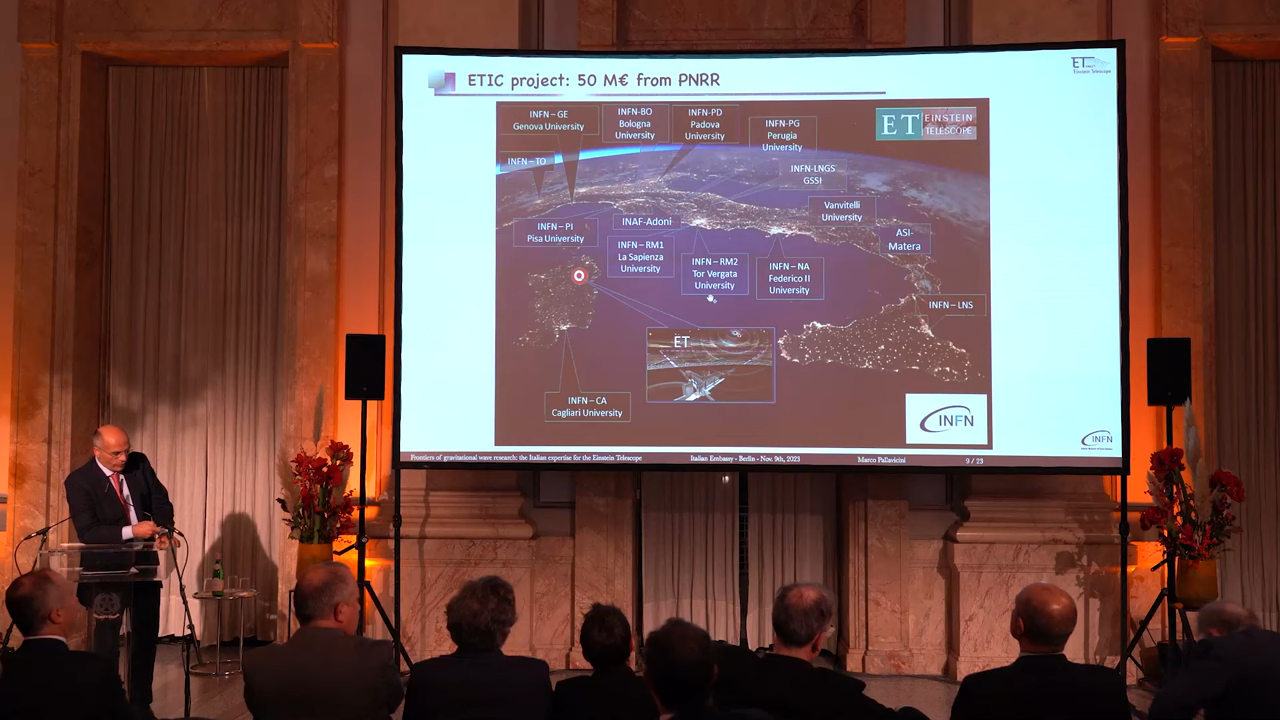 ETIC project: 50 M€ from PNRR
ET
Einstein Telescope
INFN – GE
Genova University
INFN-BO
Bologna
University
INFN-PD
Padova
University
INFN-PG
Perugia
University
ET EINSTEIN
TELESCOPE
INFN – TO
INFN-LNGS
GSSI
Vanvitelli
University
INFN – PI
Pisa University
INAF-Adoni
ASI-
Matera
INFN – RM1
La Sapienza
University
INFN – RM2
Tor Vergata
University
INFN – NA
Federico II
University
INFN – LNS
ET
INFN – CA
Cagliari University
INFN
INFN
Frontiers of gravitational wave research: the Italian expertise for the Einstein Telescope
Italian Embassy - Berlin - Nov. 9th, 2023
Marco Pallavicini
9 / 23